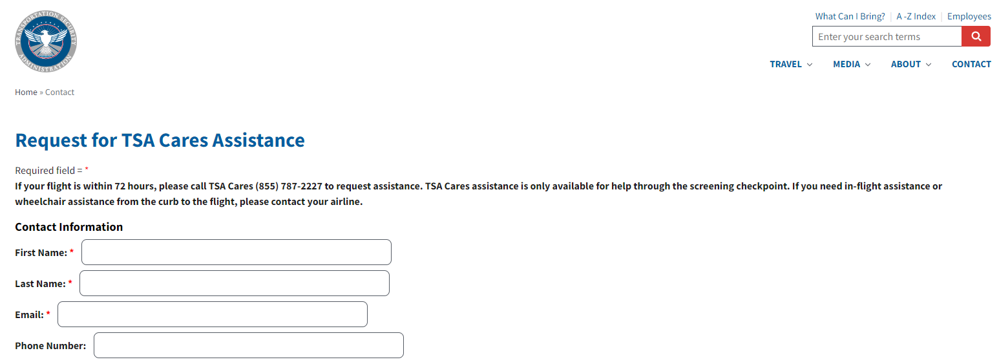 TRANSPORTATION SECURITY ADMINISTRATION
What Can I Bring? | A -Z Index | Employees
Enter your search terms
TRAVEL MEDIA ABOUT CONTACT
Home » Contact
Request for TSA Cares Assistance
Required field = *
If your flight is within 72 hours, please call TSA Cares (855) 787-2227 to request assistance. TSA Cares assistance is only available for help through the screening checkpoint. If you need in-flight assistance or
wheelchair assistance from the curb to the flight, please contact your airline.
Contact Information
First Name: *
Last Name: *
Email: *
Phone Number: